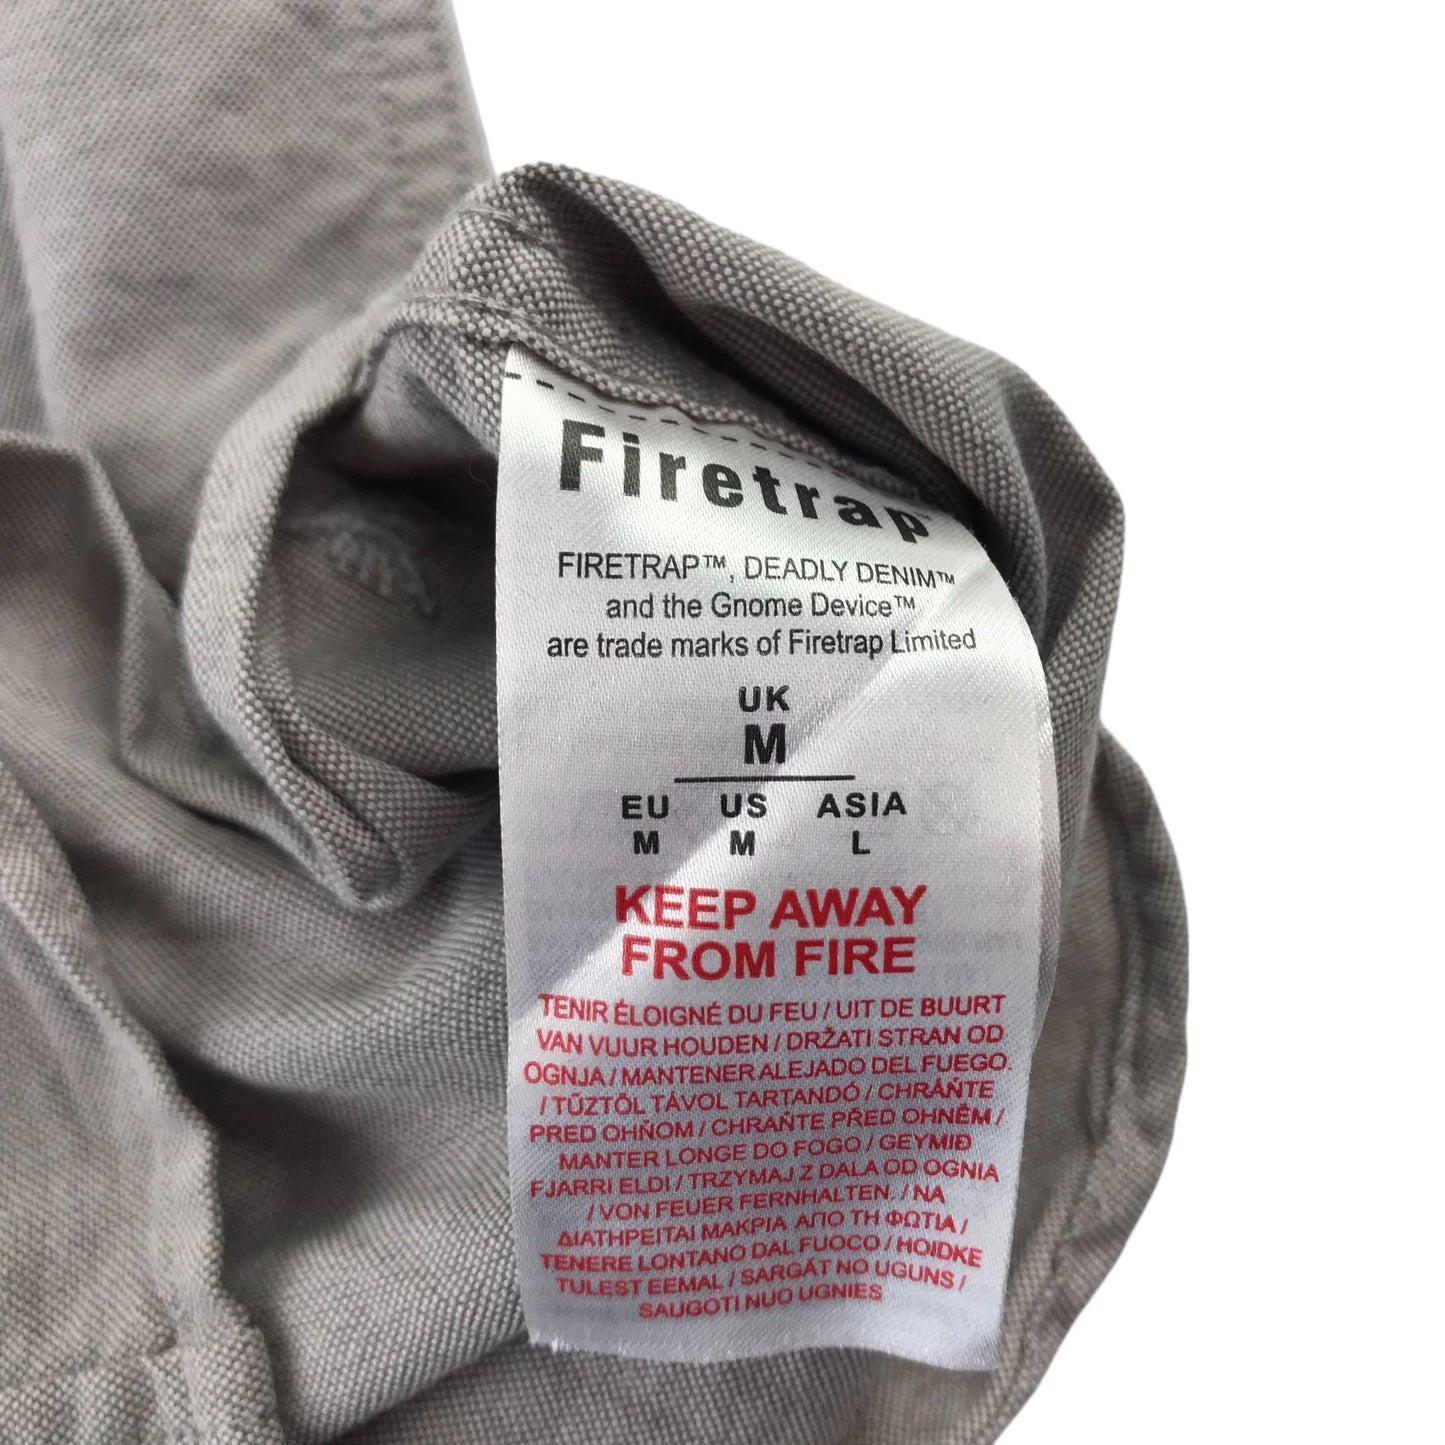 Firetrap™
FIRETRAP™, DEADLY DENIM™
and the Gnome Device™
are trade marks of Firetrap Limited
UK
M
EU US ASIA
M M L
KEEP AWAY
FROM FIRE
TENIR ÉLOIGNÉ DU FEU / UIT DE BUURT
VAN VUUR HOUDEN / DRŽATI STRAN OD
OGNJA / MANTENER ALEJADO DEL FUEGO.
/ TŰZTŐL TÁVOL TARTANDÓ / CHRÁŇTE
PRED OHŇOM / CHRAŇTE PŘED OHNĚM /
MANTER LONGE DO FOGO / GEYMIÐ
FJARRI ELDI / TRZYMAJ Z DALA OD OGNIA
/ VON FEUER FERNHALTEN. / ΝΑ
ΔΙΑΤΗΡΕΙΤΑΙ ΜΑΚΡΙΑ ΑΠΟ ΤΗ ΦΩΤΙΑ /
TENERE LONTANO DAL FUOCO / HOIDKE
TULEST EEMAL / SARGĀT NO UGUNS /
SAUGOTI NUO UGNIES